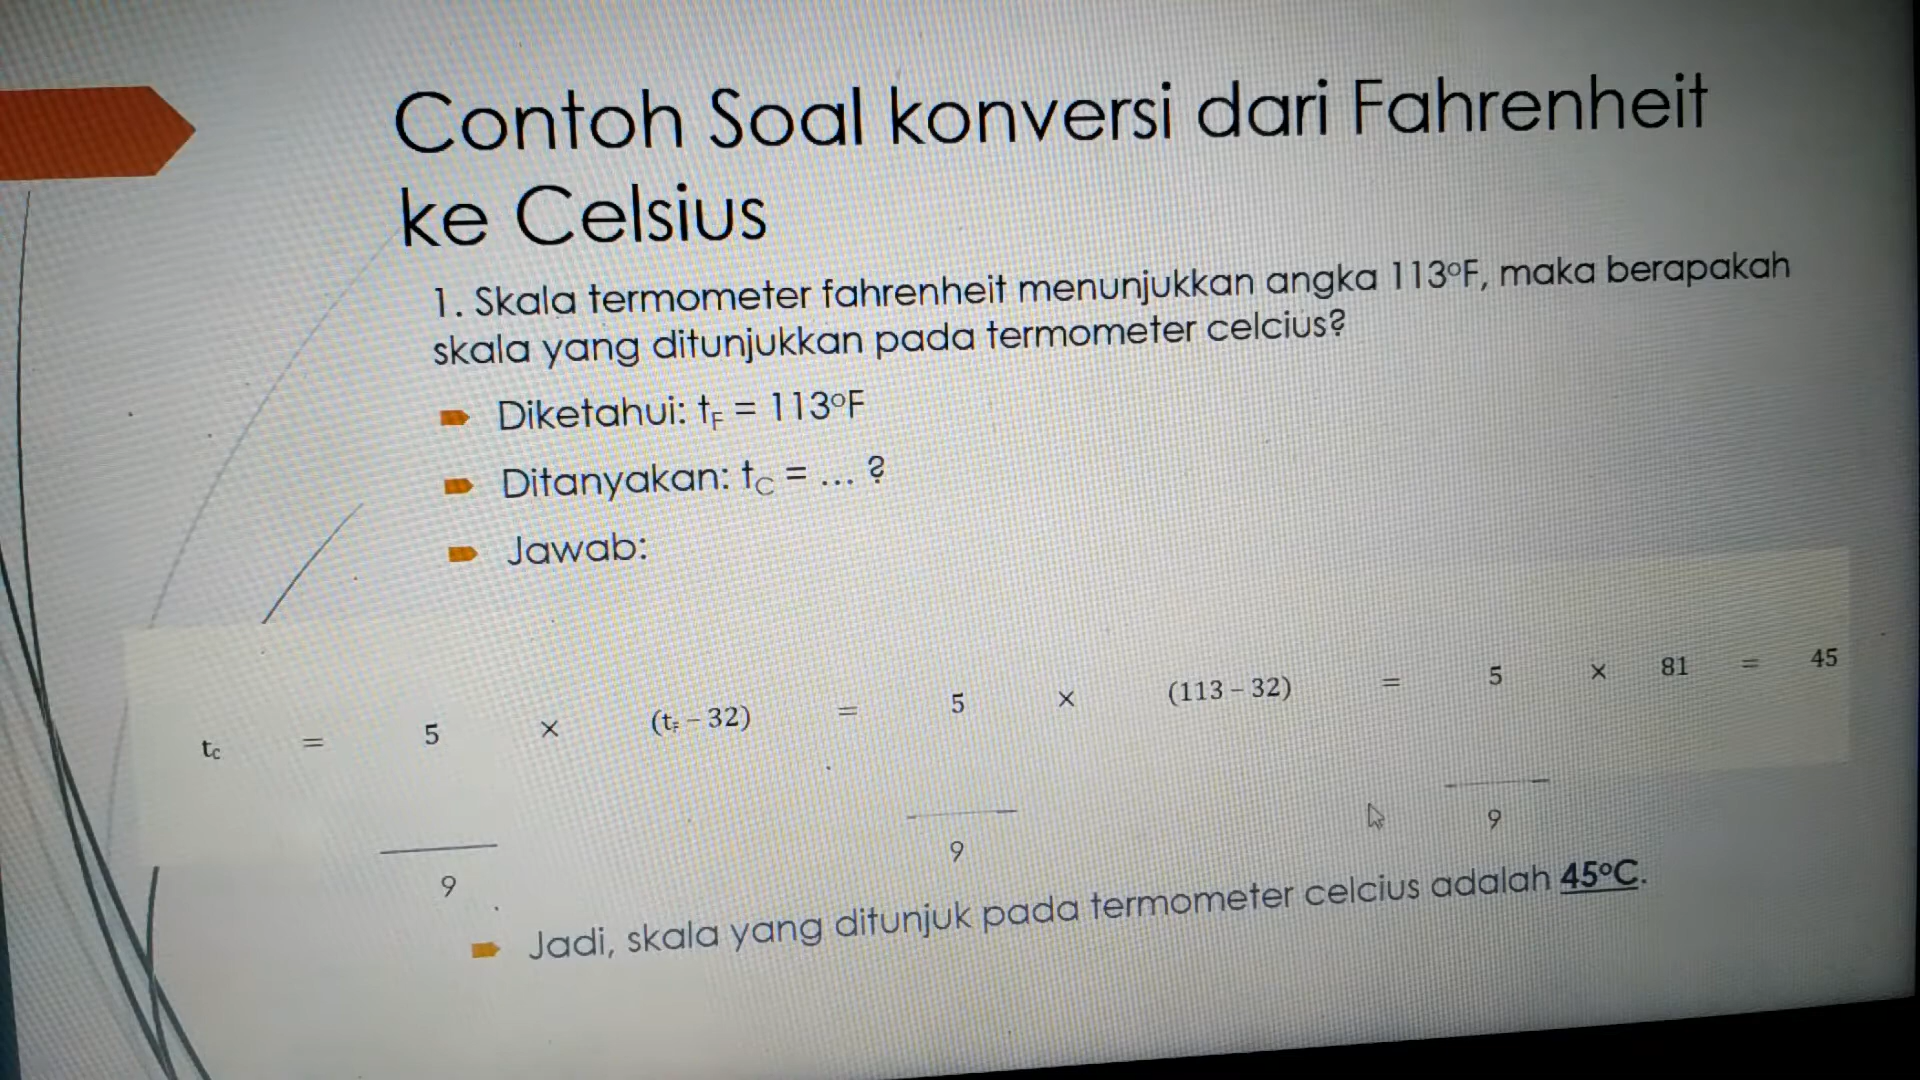 Contoh Soal konversi dari Fahrenheit
ke Celsius
1. Skala termometer fahrenheit menunjukkan angka 113°F, maka berapakah
skala yang ditunjukkan pada termometer celcius?
Diketahui: tF = 113°F
Ditanyakan: tC = ... ?
Jawab:
tC = 5 × (tF – 32) = 5 × (113 – 32) = 5 × 81 = 45
9 9 9
Jadi, skala yang ditunjuk pada termometer celcius adalah 45°C.